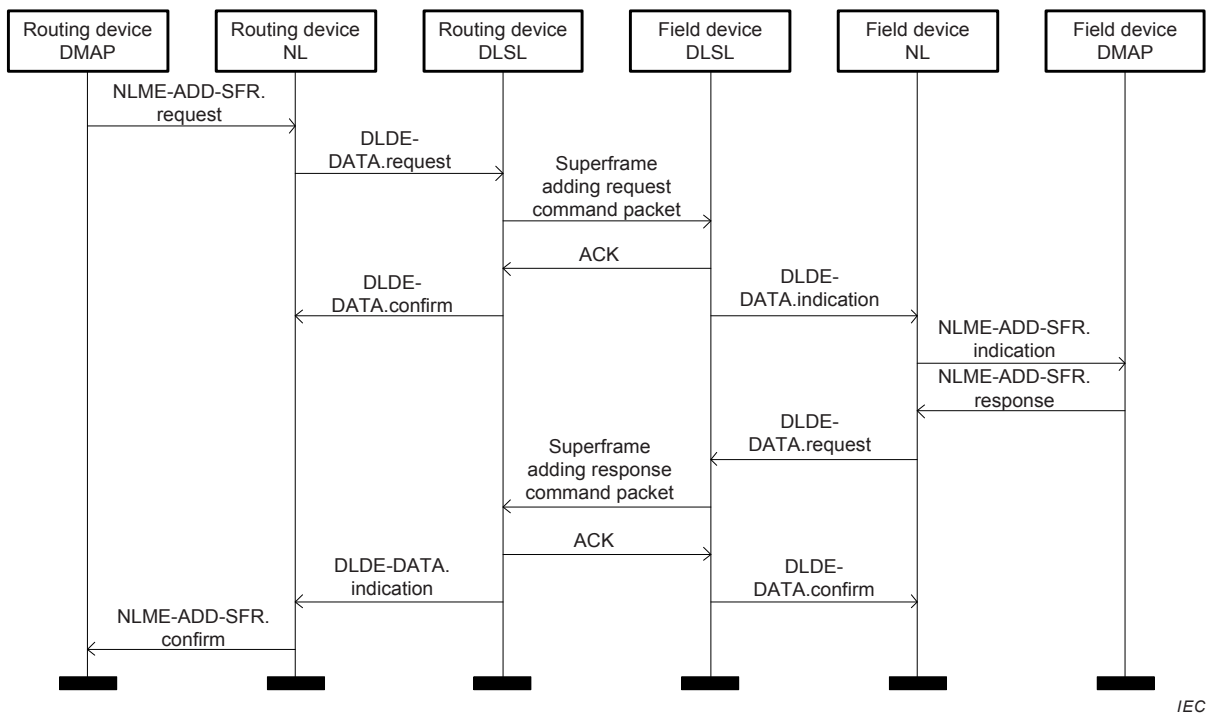 Routing device
DMAP
Routing device
NL
Routing device
DLSL
Field device
DLSL
Field device
NL
Field device
DMAP
NLME-ADD-SFR.
request
DLDE-
DATA.request
Superframe
adding request
command packet
ACK
DLDE-
DATA.confirm
DLDE-
DATA.indication
NLME-ADD-SFR.
indication
NLME-ADD-SFR.
response
DLDE-
DATA.request
Superframe
adding response
command packet
ACK
DLDE-DATA.
indication
DLDE-
DATA.confirm
NLME-ADD-SFR.
confirm
IEC